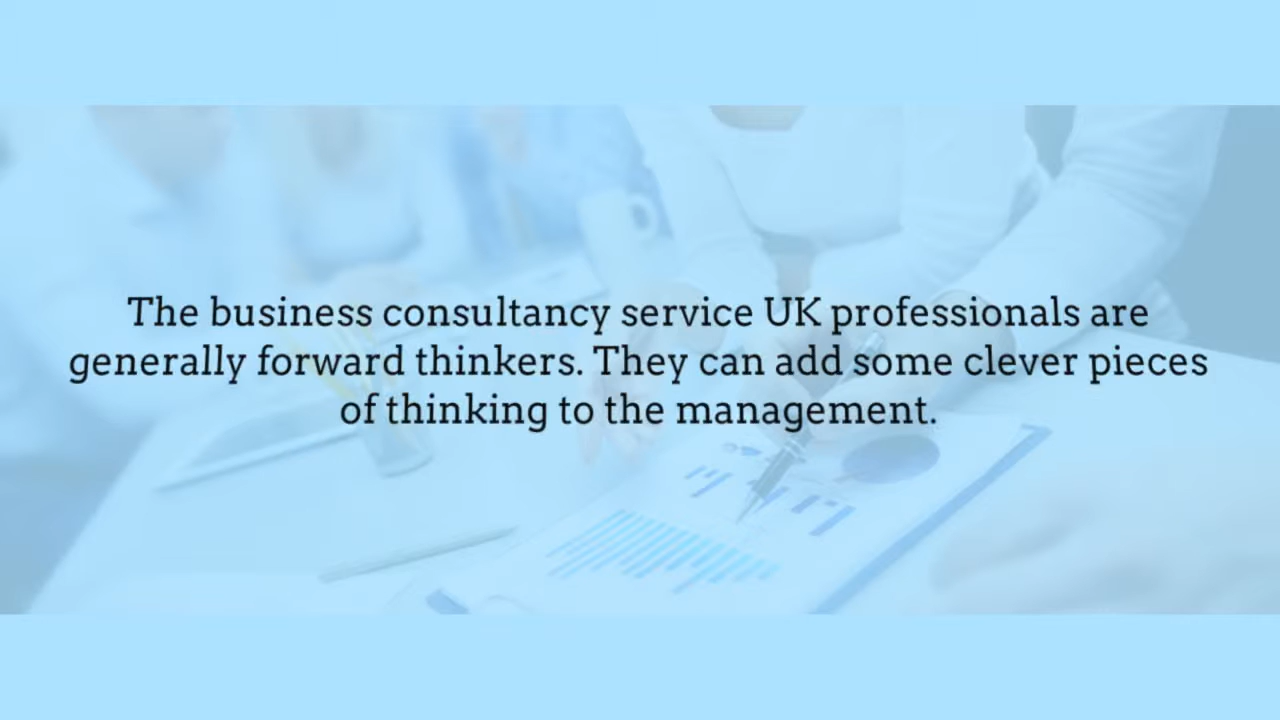 The business consultancy service UK professionals are
generally forward thinkers. They can add some clever pieces
of thinking to the management.